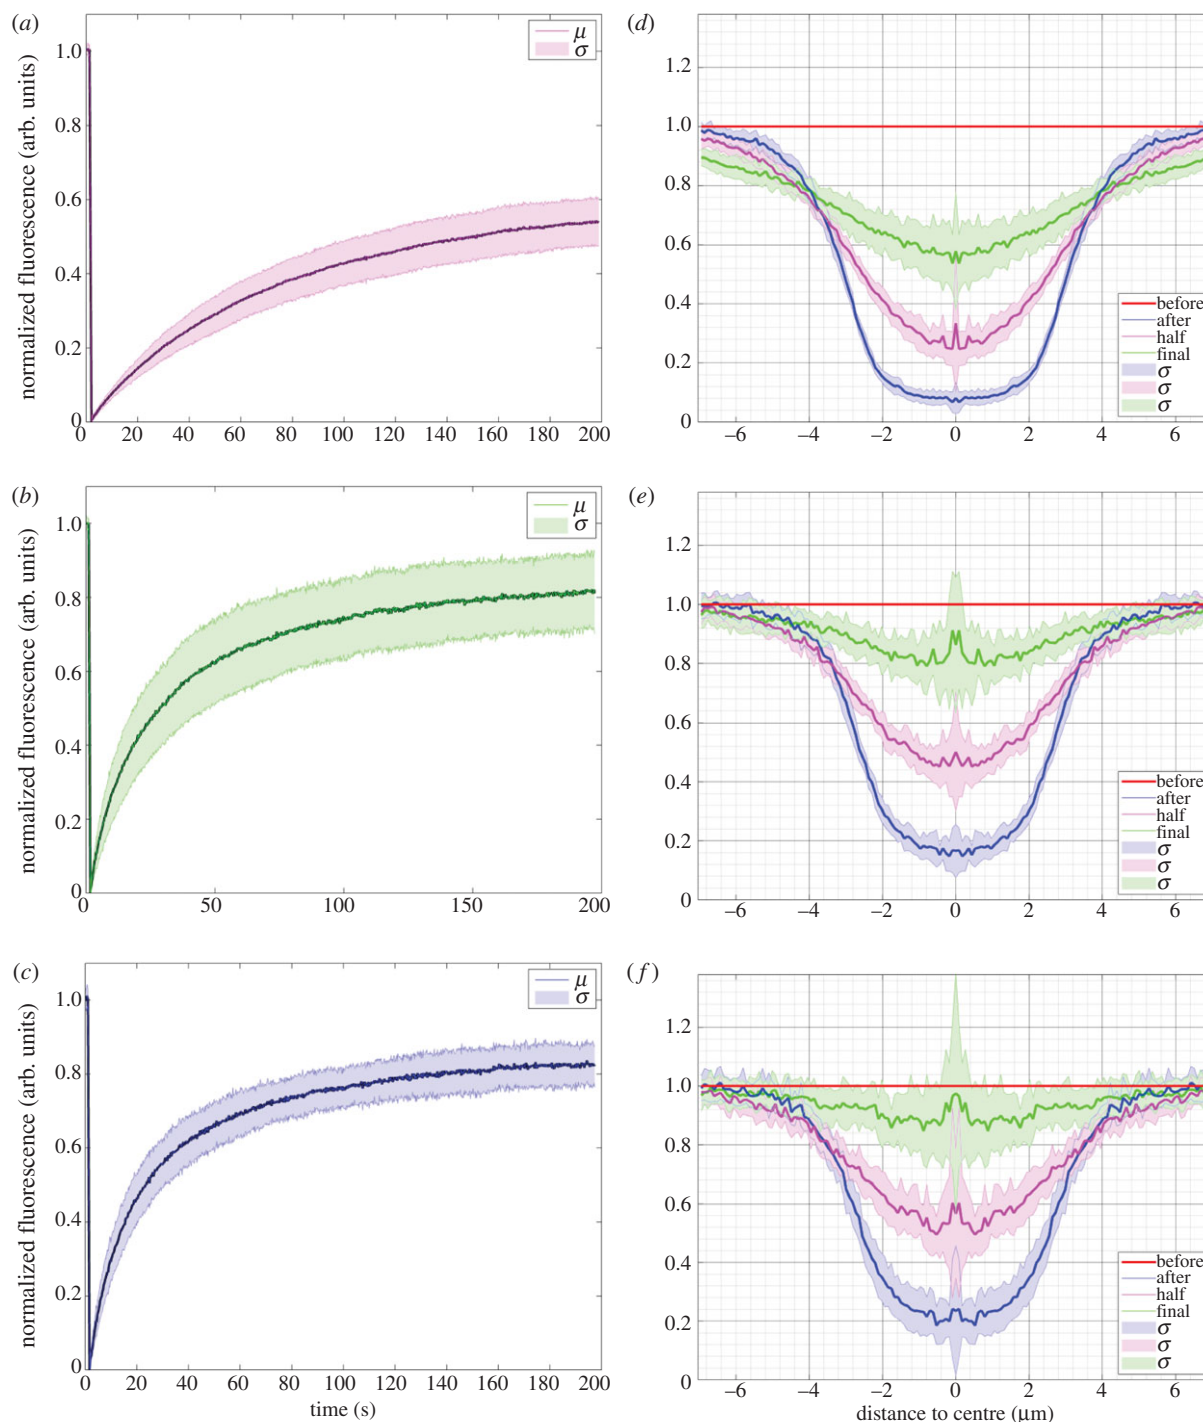 (a)
normalized fluorescence (arb. units)
1.0
0.8
0.6
0.4
0.2
0
0 20 40 60 80 100 120 140 160 180 200
μ
σ
(d)
1.2
1.0
0.8
0.6
0.4
0.2
0
–6 –4 –2 0 2 4 6
before
after
half
final
σ
σ
σ
(b)
normalized fluorescence (arb. units)
1.0
0.8
0.6
0.4
0.2
0
0 50 100 150 200
μ
σ
(e)
1.2
1.0
0.8
0.6
0.4
0.2
0
–6 –4 –2 0 2 4 6
before
after
half
final
σ
σ
σ
(c)
normalized fluorescence (arb. units)
1.0
0.8
0.6
0.4
0.2
0
0 20 40 60 80 100 120 140 160 180 200
time (s)
μ
σ
(f)
1.2
1.0
0.8
0.6
0.4
0.2
0
–6 –4 –2 0 2 4 6
distance to centre (μm)
before
after
half
final
σ
σ
σ